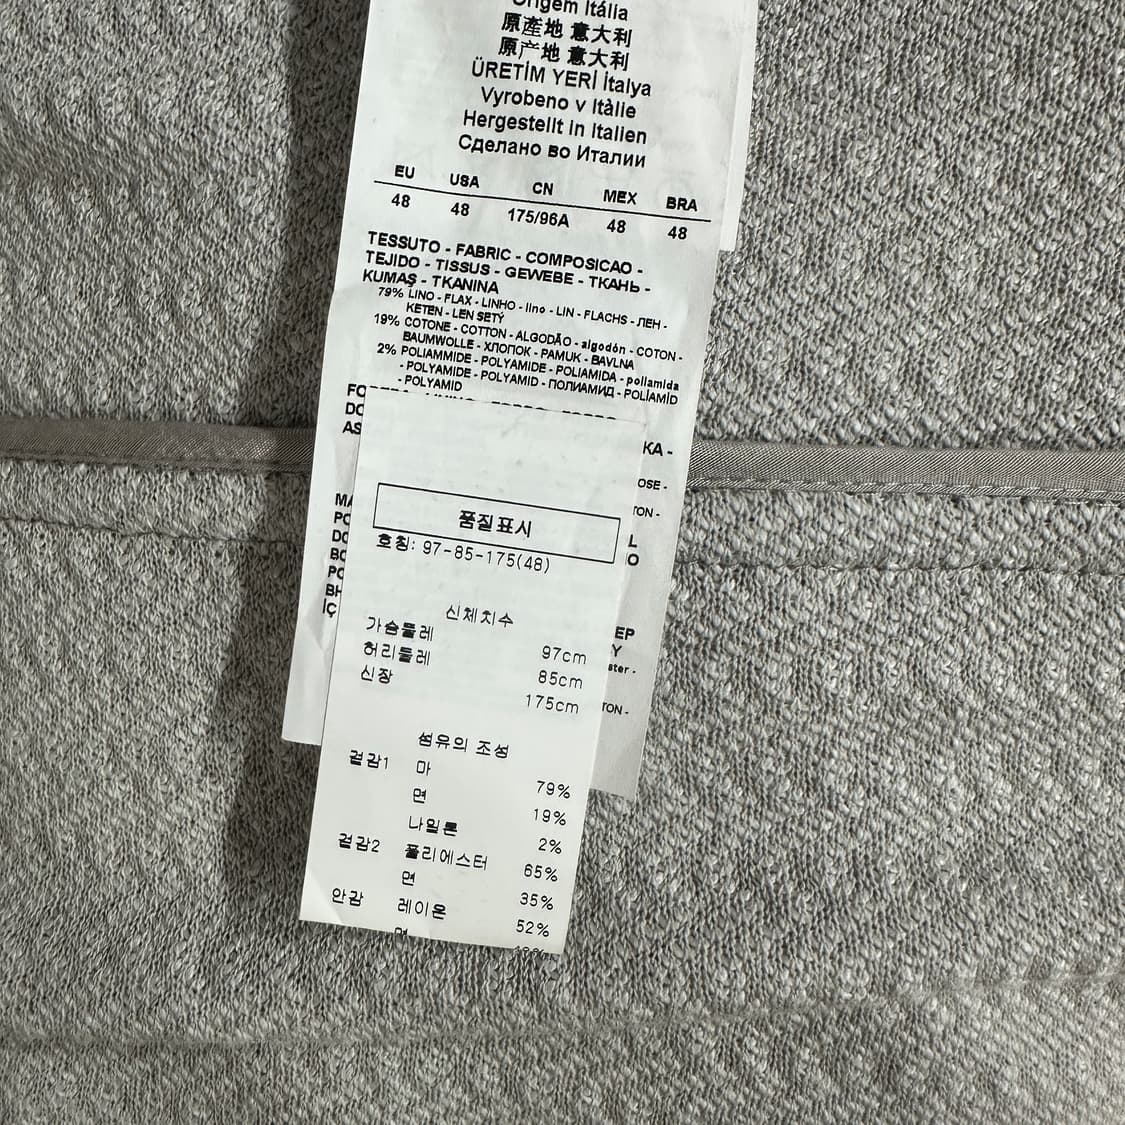 Origem Itália
原產地 意大利
原产地 意大利
ÜRETİM YERİ İtalya
Vyrobeno v Itàlie
Hergestellt in Italien
Сделано во Италии
EU USA CN MEX BRA
48 48 175/96A 48 48
TESSUTO - FABRIC - COMPOSICAO -
TEJIDO - TISSUS - GEWEBE - ТКАНЬ -
KUMAŞ - TKANINA
79% LINO - FLAX - LINHO - lino - LIN - FLACHS - ЛЕН -
KETEN - LEN SETÝ
19% COTONE - COTTON - ALGODÃO - algodón - COTON -
BAUMWOLLE - ХЛОПОК - PAMUK - BAVLNA
2% POLIAMMIDE - POLYAMIDE - POLIAMIDA - poliamida
- POLYAMIDE - POLYAMID - ПОЛИАМИД - POLİAMİD
- POLYAMID
품질표시
호칭: 97-85-175(48)
신체치수
가슴둘레 97cm
허리둘레 85cm
신장 175cm
섬유의 조성
겉감1 마 79%
면 19%
나일론 2%
겉감2 폴리에스터 65%
면 35%
안감 레이온 52%
면